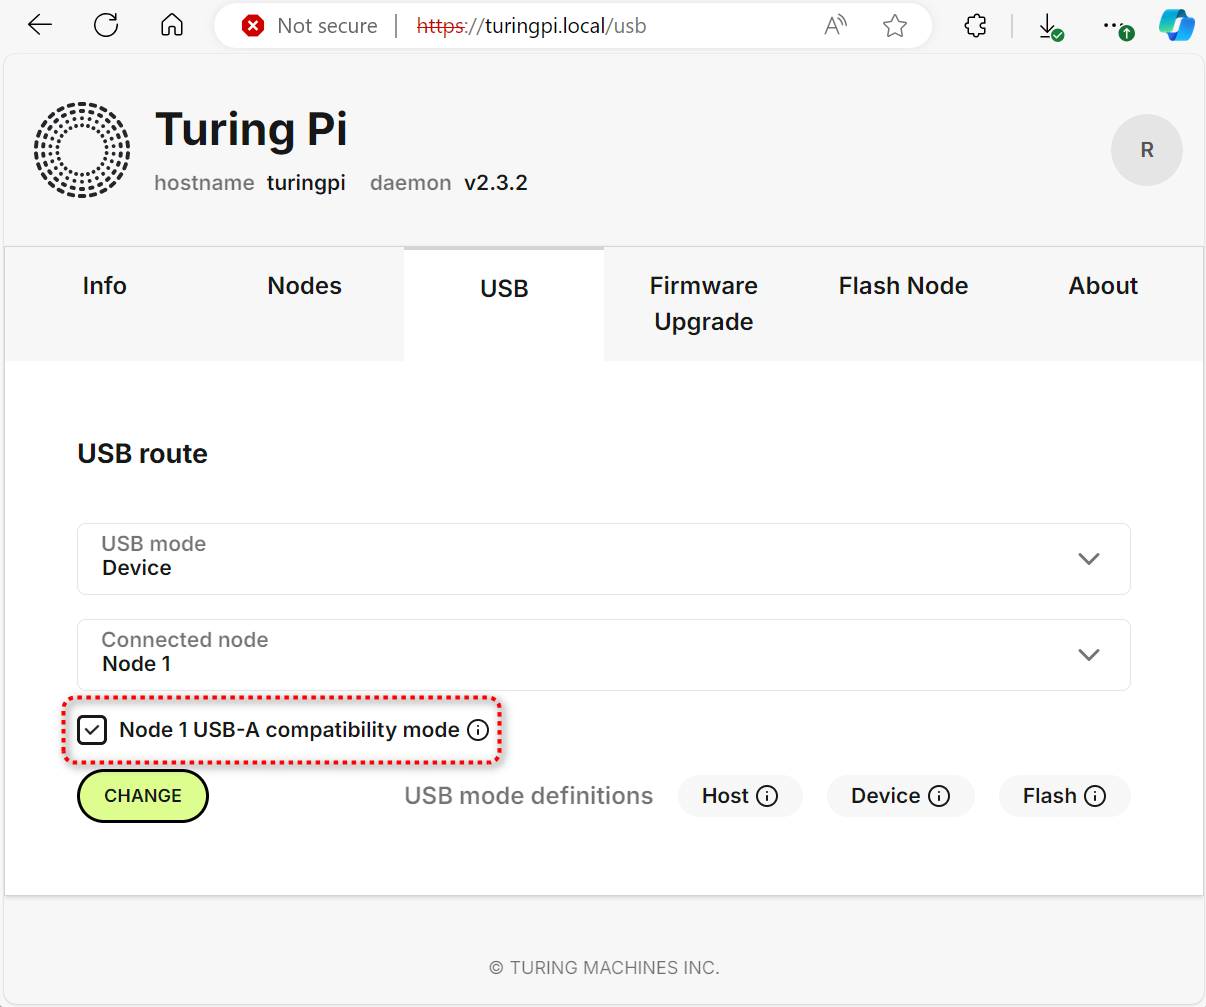 Not secure | https://turingpi.local/usb
Turing Pi
hostname turingpi daemon v2.3.2
R
Info
Nodes
USB
Firmware
Upgrade
Flash Node
About
USB route
USB mode
Device
Connected node
Node 1
Node 1 USB-A compatibility mode
CHANGE
USB mode definitions
Host
Device
Flash
© TURING MACHINES INC.